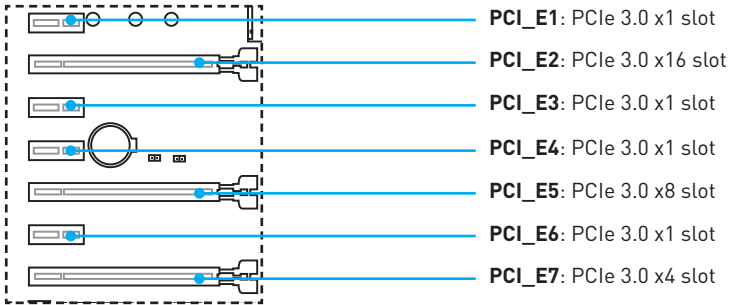 PCI_E1: PCIe 3.0 x1 slot
PCI_E2: PCIe 3.0 x16 slot
PCI_E3: PCIe 3.0 x1 slot
PCI_E4: PCIe 3.0 x1 slot
PCI_E5: PCIe 3.0 x8 slot
PCI_E6: PCIe 3.0 x1 slot
PCI_E7: PCIe 3.0 x4 slot